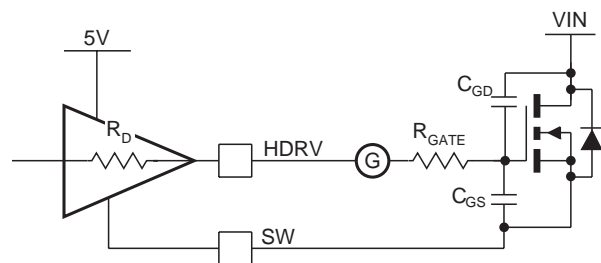 5V
VIN
C_GD
R_D
HDRV
G
R_GATE
C_GS
SW